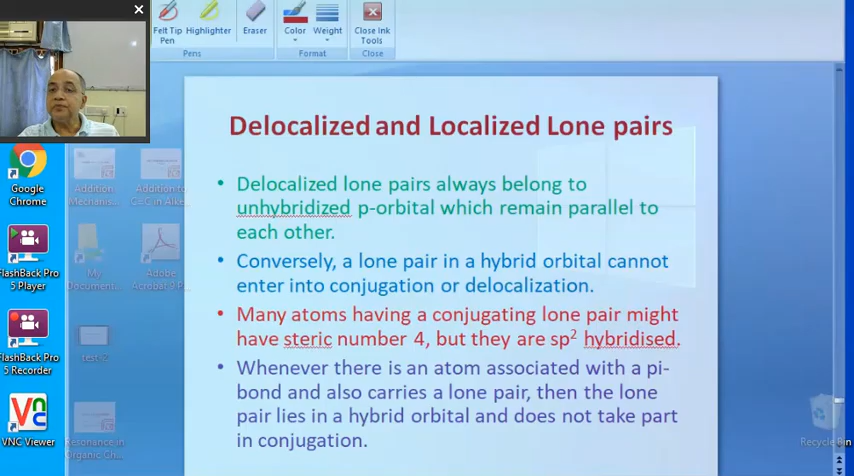 Felt Tip Highlighter Eraser Color Weight Close Ink
Pen Tools
Pens Format Close
Delocalized and Localized Lone pairs
• Delocalized lone pairs always belong to
unhybridized p-orbital which remain parallel to
each other.
• Conversely, a lone pair in a hybrid orbital cannot
enter into conjugation or delocalization.
• Many atoms having a conjugating lone pair might
have steric number 4, but they are sp² hybridised.
• Whenever there is an atom associated with a pi-
bond and also carries a lone pair, then the lone
pair lies in a hybrid orbital and does not take part
in conjugation.
Google
Chrome
Addition
Mechanis...
Addition to
C=C in Alke...
FlashBack Pro
5 Player
My
Document...
Adobe
Acrobat 9 P...
FlashBack Pro
5 Recorder
test-2
VNC Viewer
Resonance in
Organic Ch...
Recycle Bin